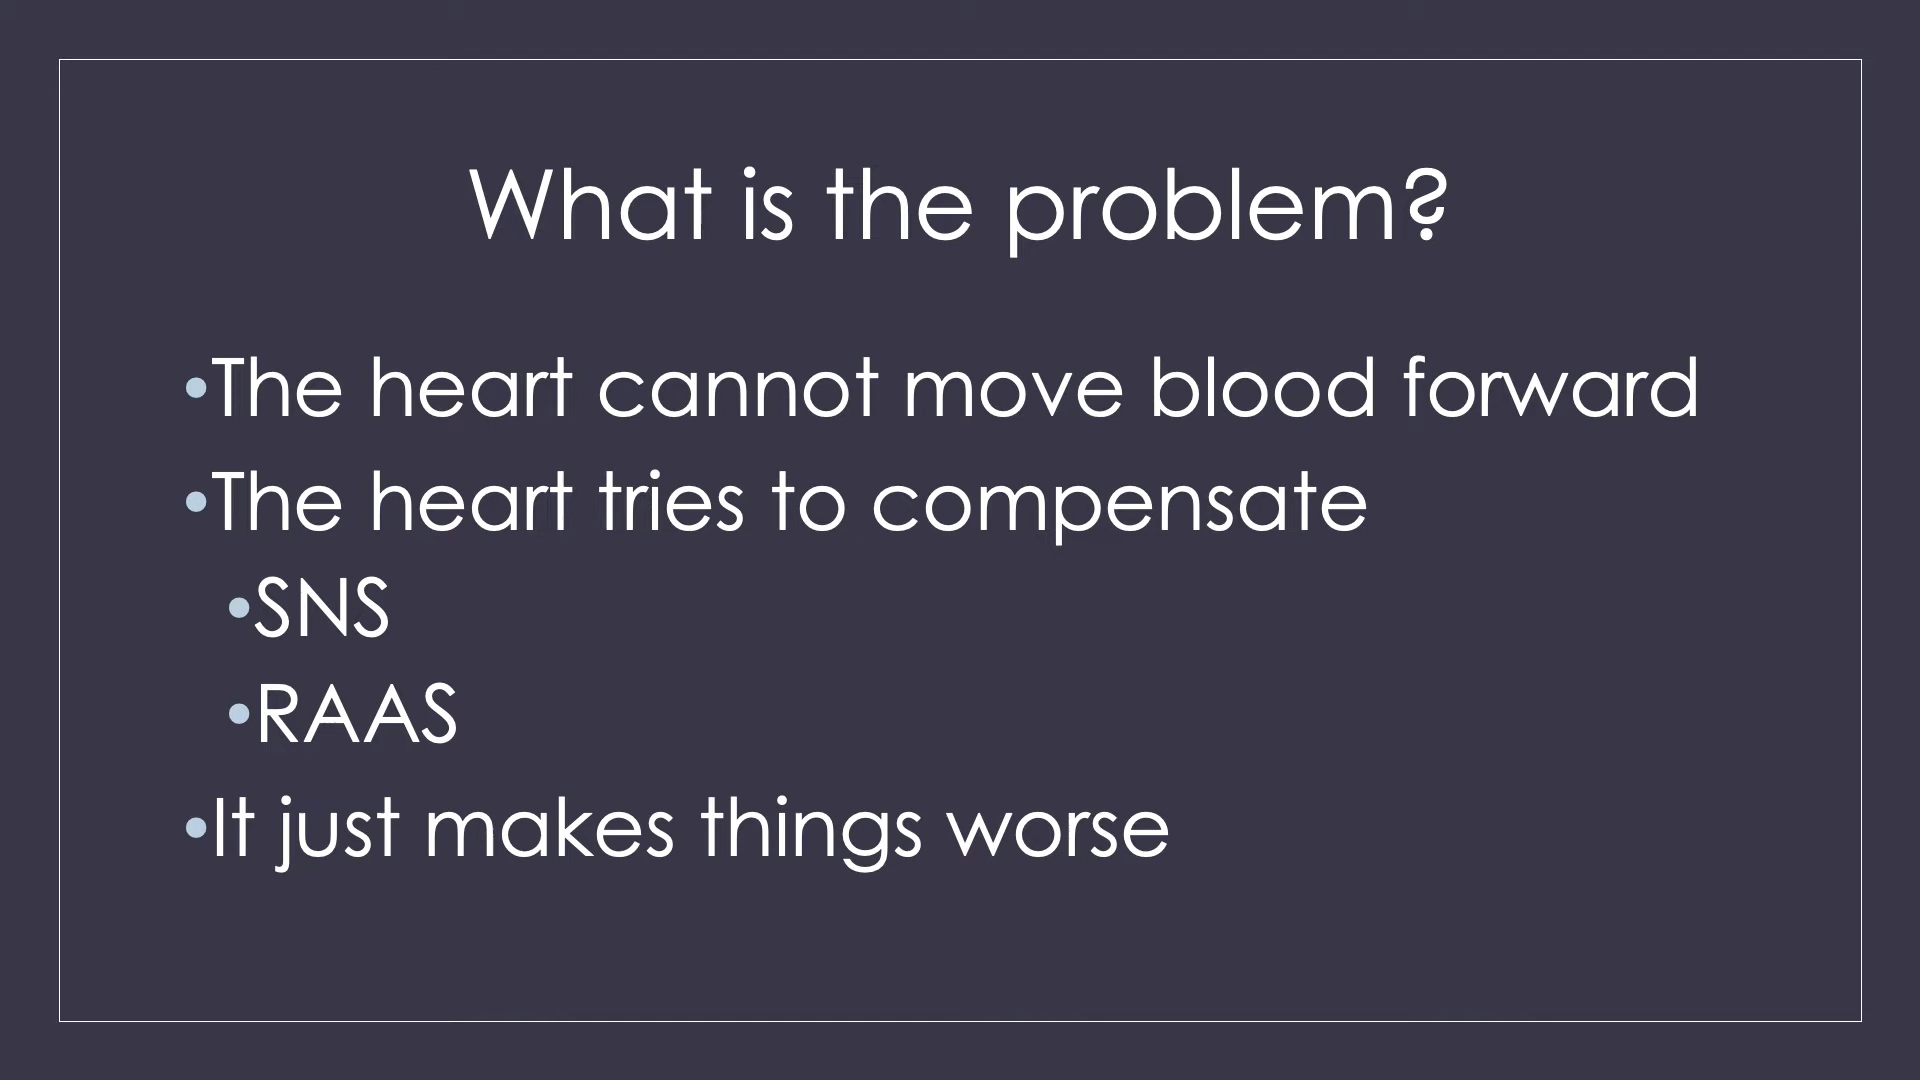 What is the problem?
•The heart cannot move blood forward
•The heart tries to compensate
•SNS
•RAAS
•It just makes things worse